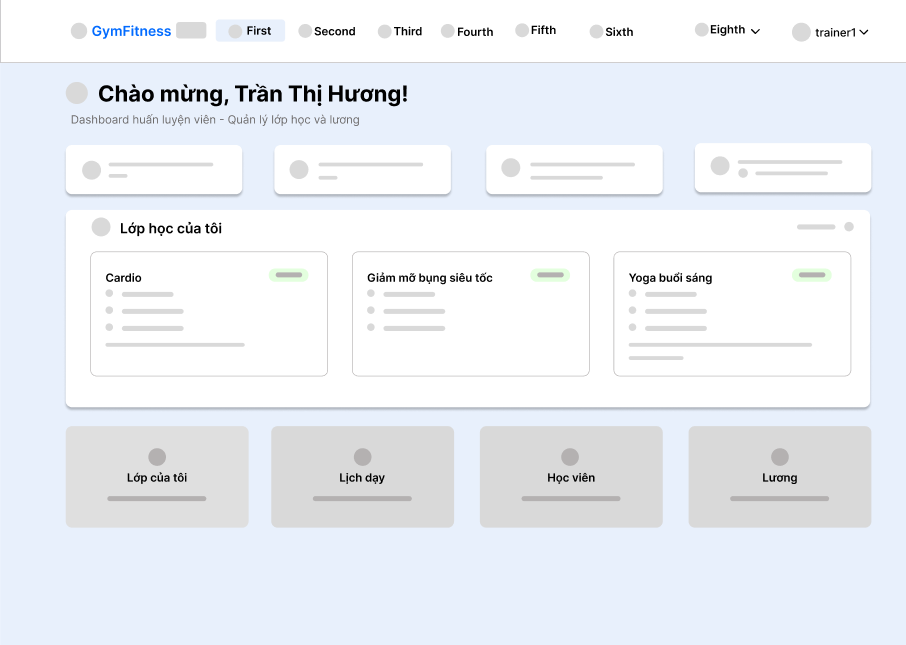 GymFitness
First
Second
Third
Fourth
Fifth
Sixth
Eighth
trainer1
Chào mừng, Trần Thị Hương!
Dashboard huấn luyện viên - Quản lý lớp học và lương
Lớp học của tôi
Cardio
Giảm mỡ bụng siêu tốc
Yoga buổi sáng
Lớp của tôi
Lịch dạy
Học viên
Lương